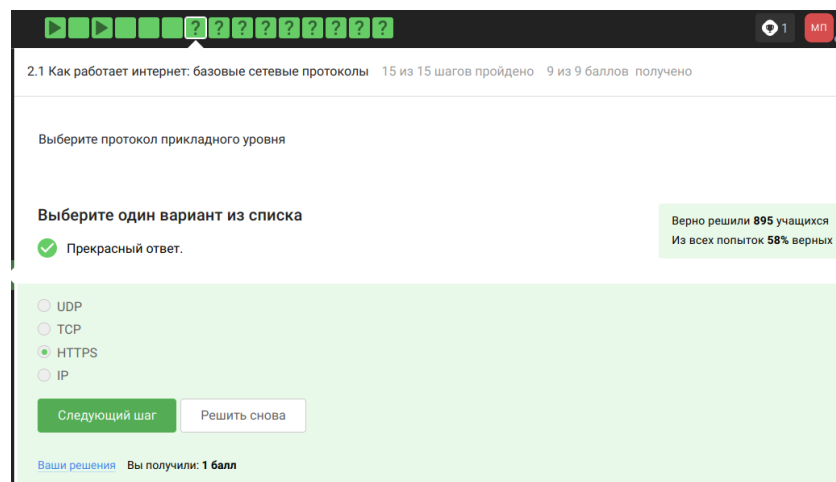 ? ? ? ? ? ? ? ? ?
1
МП
2.1 Как работает интернет: базовые сетевые протоколы 15 из 15 шагов пройдено 9 из 9 баллов получено
Выберите протокол прикладного уровня
Выберите один вариант из списка
Прекрасный ответ.
Верно решили 895 учащихся
Из всех попыток 58% верных
UDP
TCP
HTTPS
IP
Следующий шаг Решить снова
Ваши решения Вы получили: 1 балл